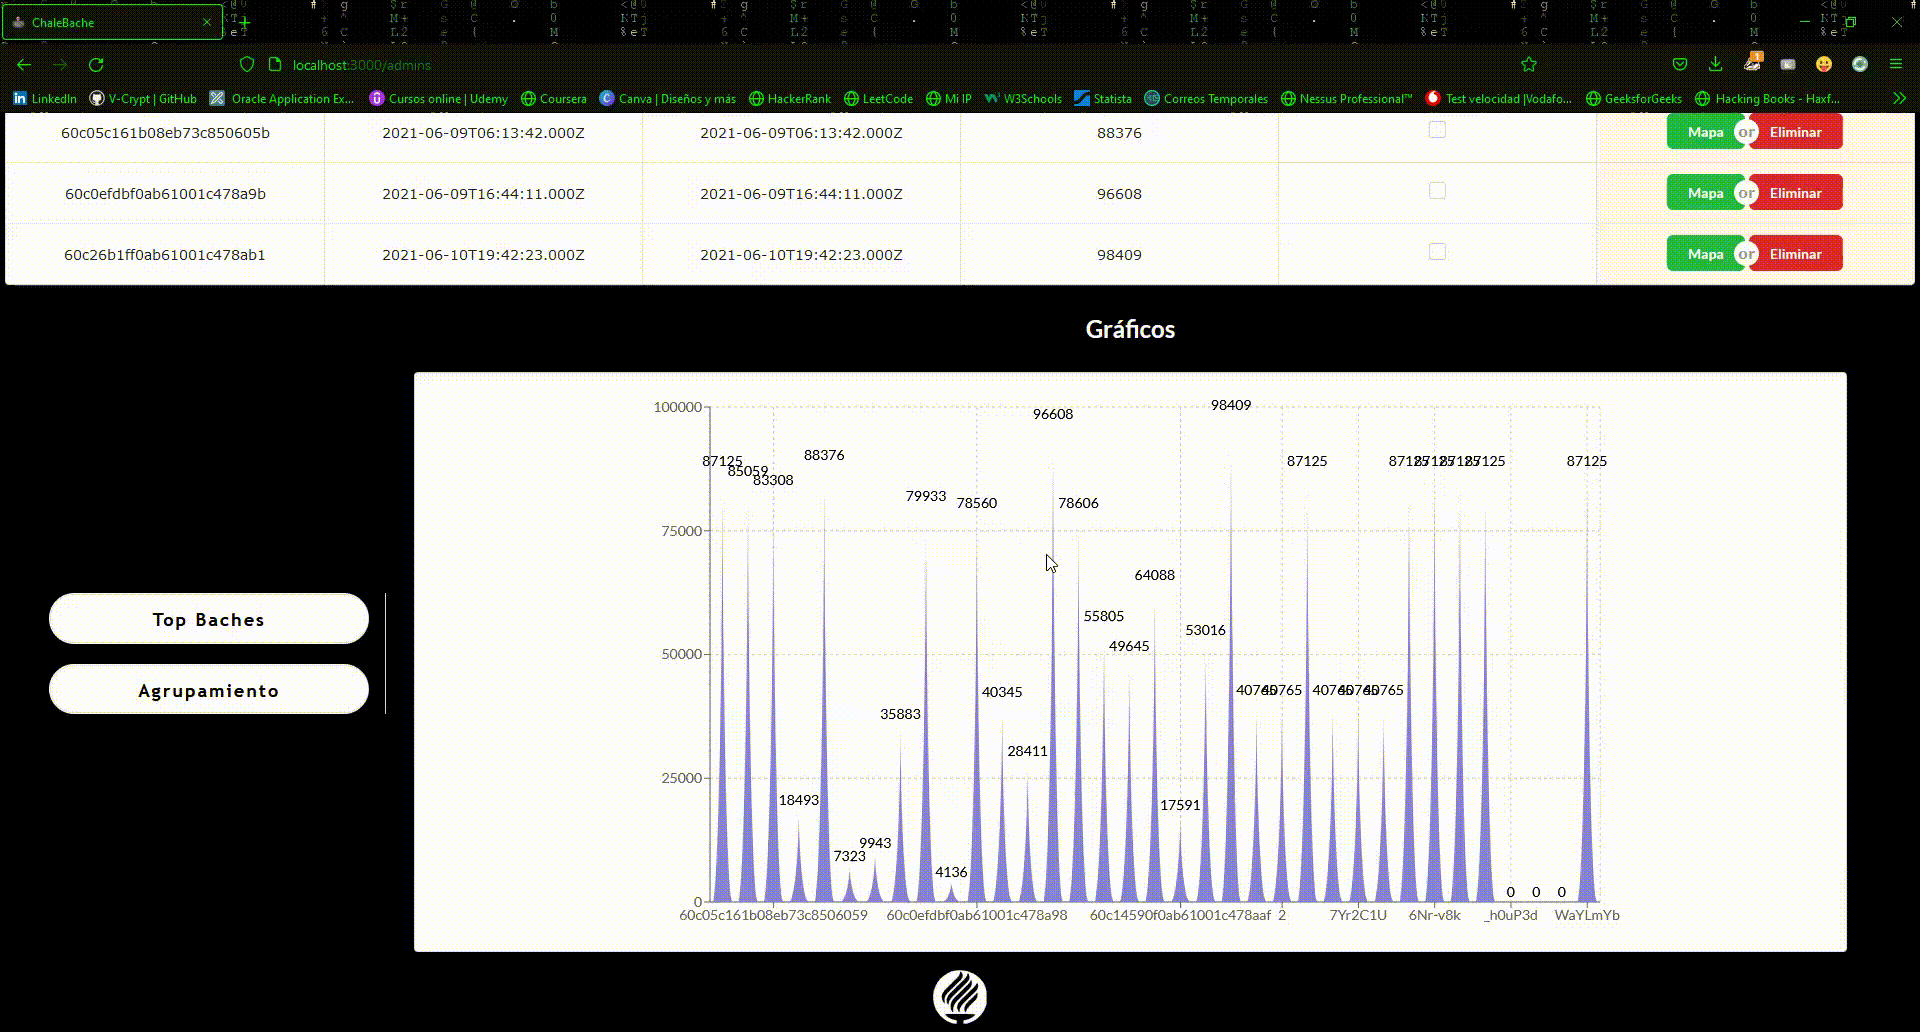 ChaleBache
localhost:3000/admins
1
LinkedIn V-Crypt | GitHub Oracle Application Ex... Cursos online | Udemy Coursera Canva | Diseños y más HackerRank LeetCode Mi IP W3Schools Statista Correos Temporales Nessus Professional™ Test velocidad |Vodafo... GeeksforGeeks Hacking Books - Haxf...
60c05c161b08eb73c850605b 2021-06-09T06:13:42.000Z 2021-06-09T06:13:42.000Z 88376 Mapa or Eliminar
60c0efdbf0ab61001c478a9b 2021-06-09T16:44:11.000Z 2021-06-09T16:44:11.000Z 96608 Mapa or Eliminar
60c26b1ff0ab61001c478ab1 2021-06-10T19:42:23.000Z 2021-06-10T19:42:23.000Z 98409 Mapa or Eliminar
Gráficos
Top Baches
Agrupamiento
100000
75000
50000
25000
0
87125 85059 83308 18493 88376 7323 9943 35883 79933 4136 78560 40345 28411 96608 78606 55805 49645 64088 17591 53016 98409 40765 40765 87125 40765 40765 40765 87125 87125 87125 87125 0 0 0 87125
60c05c161b08eb73c8506059 60c0efdbf0ab61001c478a98 60c14590f0ab61001c478aaf 2 7Yr2C1U 6Nr-v8k _h0uP3d WaYLmYb